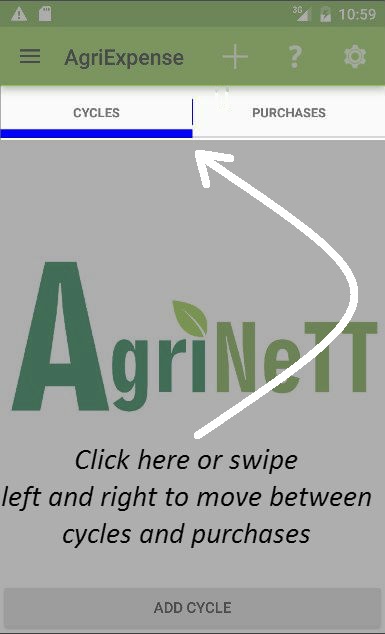 3G 10:59
AgriExpense
CYCLES PURCHASES
AgriNeTT
Click here or swipe
left and right to move between
cycles and purchases
ADD CYCLE